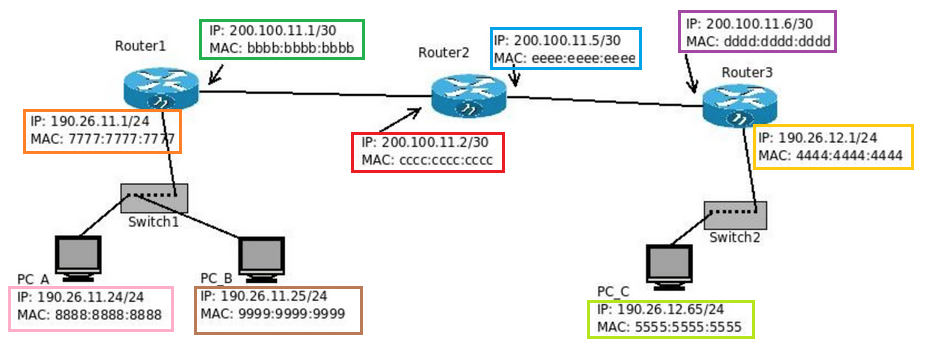 IP: 200.100.11.1/30
MAC: bbbb:bbbb:bbbb
Router1
IP: 190.26.11.1/24
MAC: 7777:7777:7777
Router2
IP: 200.100.11.5/30
MAC: eeee:eeee:eeee
IP: 200.100.11.2/30
MAC: cccc:cccc:cccc
IP: 200.100.11.6/30
MAC: dddd:dddd:dddd
Router3
IP: 190.26.12.1/24
MAC: 4444:4444:4444
Switch1
Switch2
PC_A
IP: 190.26.11.24/24
MAC: 8888:8888:8888
PC_B
IP: 190.26.11.25/24
MAC: 9999:9999:9999
PC_C
IP: 190.26.12.65/24
MAC: 5555:5555:5555